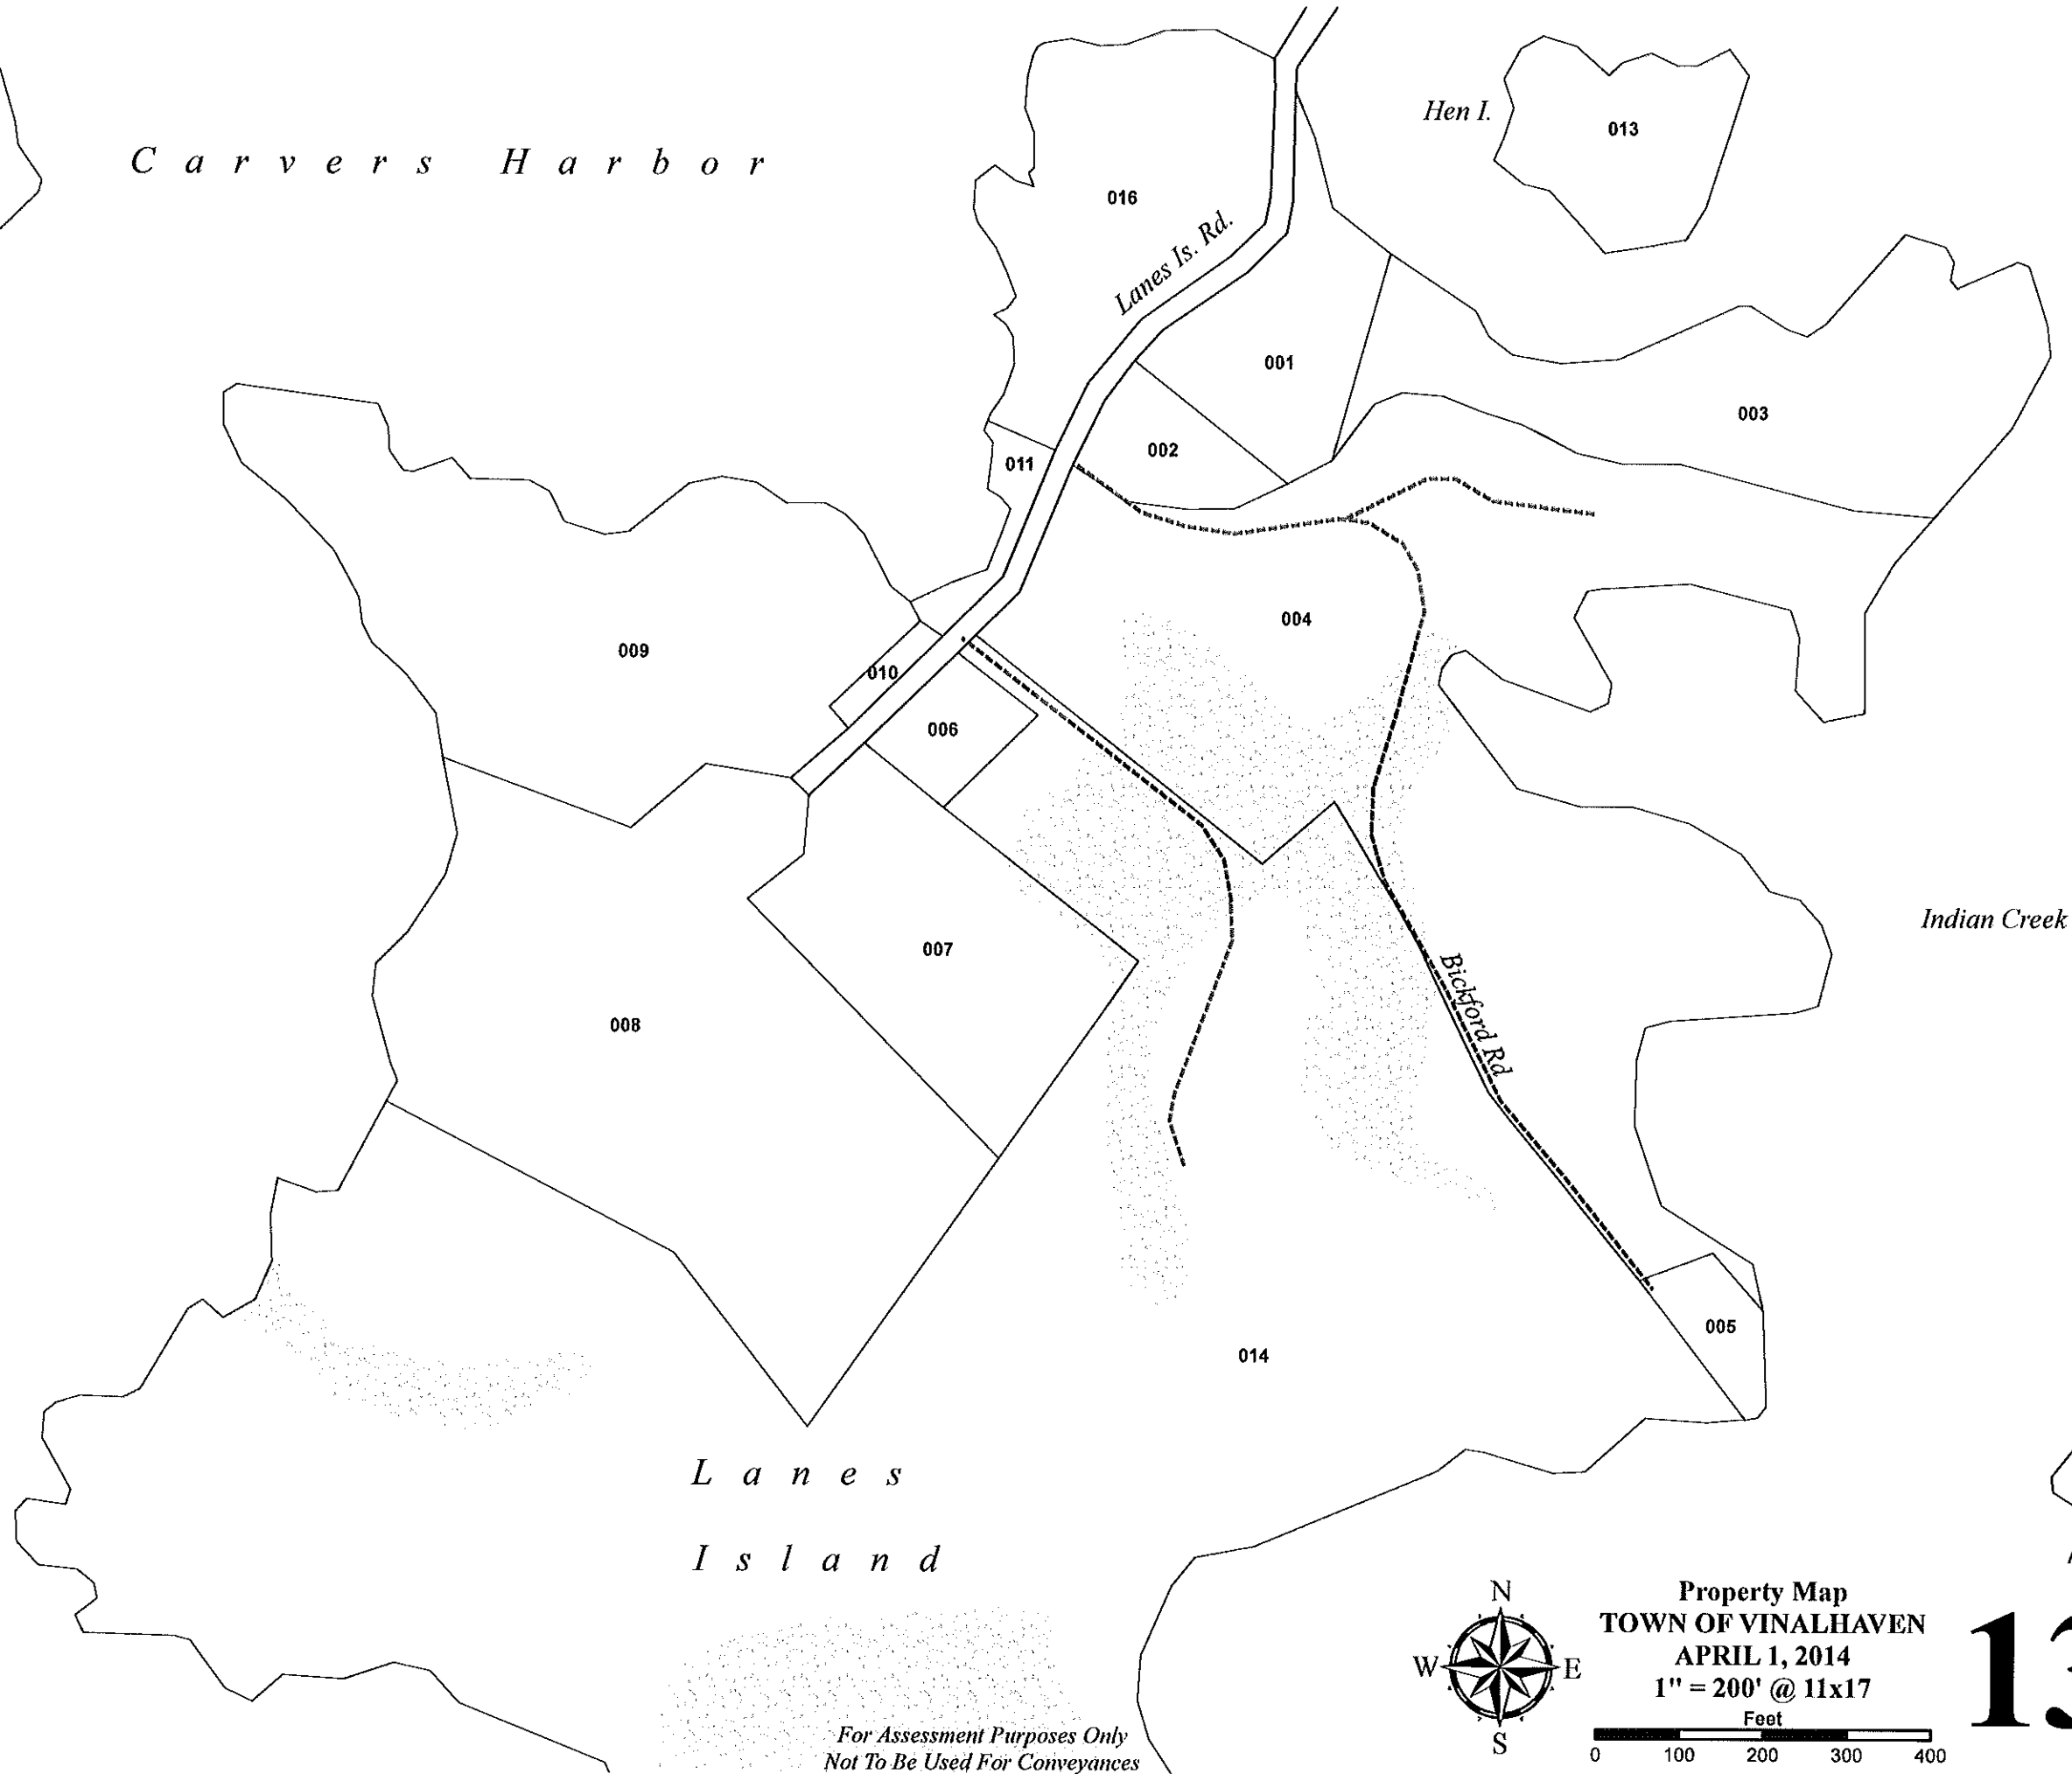 Hen I.
013
Carvers Harbor
016
Lanes Is. Rd.
001
003
002
011
004
009
010
006
Indian Creek
007
Bickford Rd
008
005
014
Lanes
Island
N
W E
S
Property Map
TOWN OF VINALHAVEN
APRIL 1, 2014
1" = 200' @ 11x17
Feet
0 100 200 300 400
For Assessment Purposes Only
Not To Be Used For Conveyances
13